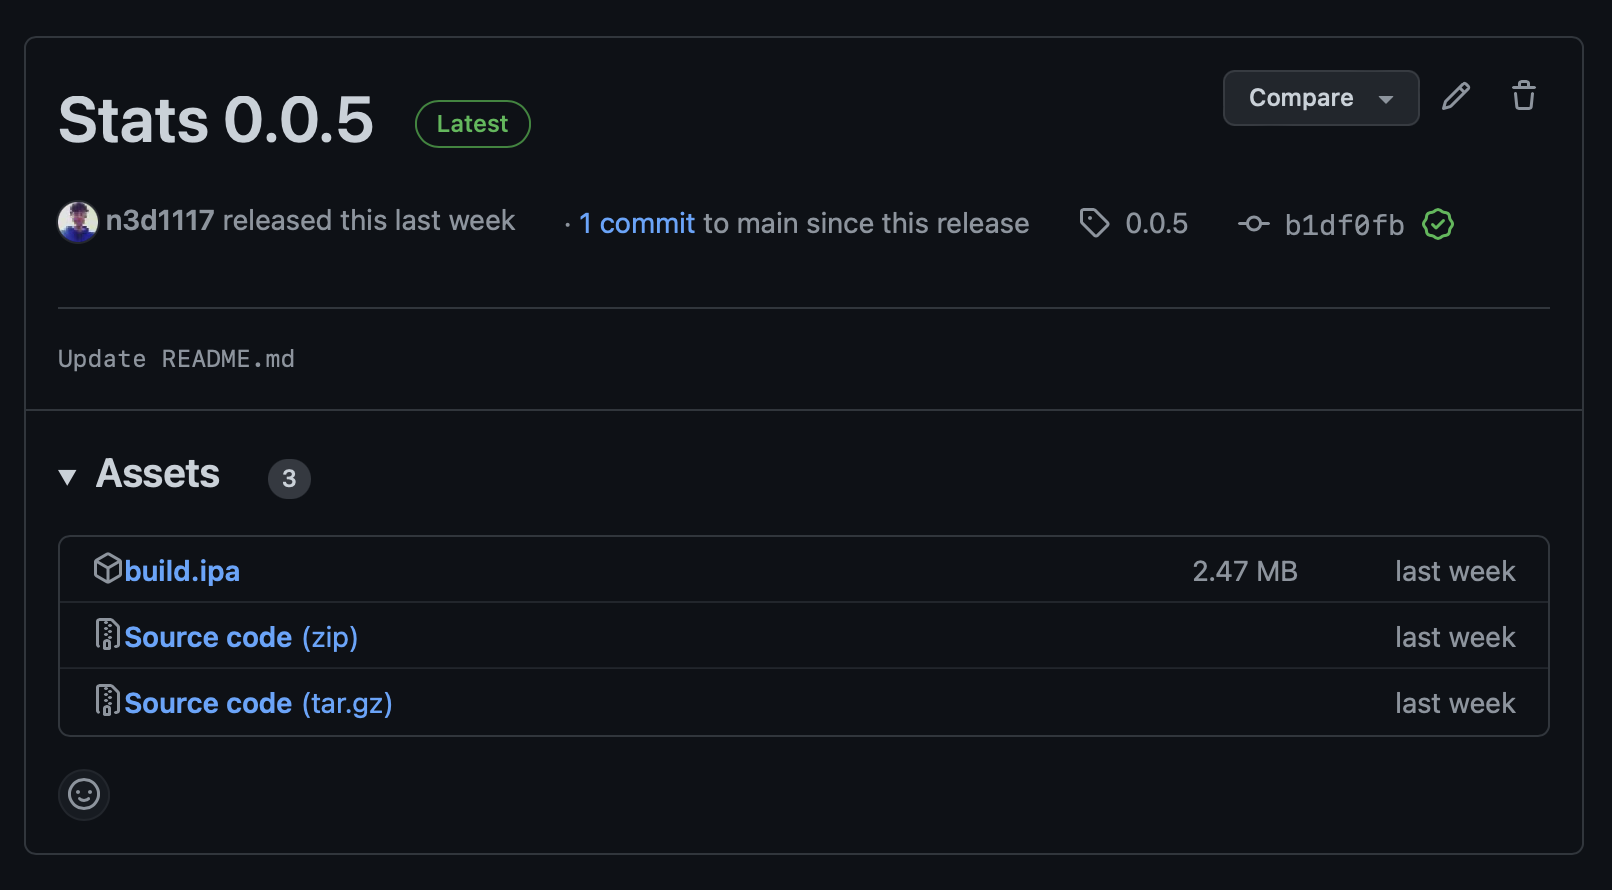 Stats 0.0.5 Latest Compare
n3d1117 released this last week · 1 commit to main since this release 0.0.5 b1df0fb
Update README.md
Assets 3
build.ipa 2.47 MB last week
Source code (zip) last week
Source code (tar.gz) last week